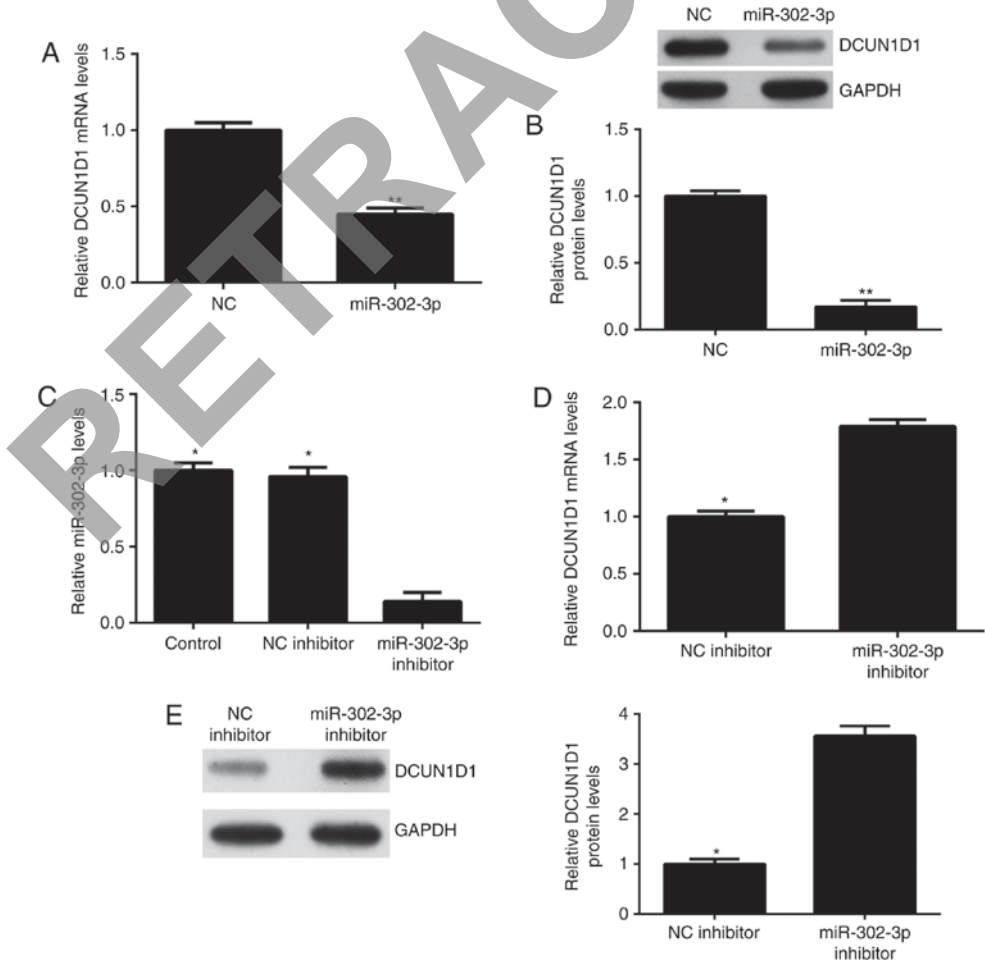 A
Relative DCUN1D1 mRNA levels
1.5
1.0
0.5
0.0
**
NC
miR-302-3p
NC miR-302-3p
DCUN1D1
GAPDH
B
Relative DCUN1D1
protein levels
1.5
1.0
0.5
0.0
**
NC
miR-302-3p
C
Relative miR-302-3p levels
1.5
1.0
0.5
0.0
*
*
Control
NC inhibitor
miR-302-3p
inhibitor
D
Relative DCUN1D1 mRNA levels
2.0
1.5
1.0
0.5
0.0
*
NC inhibitor
miR-302-3p
inhibitor
E
NC
inhibitor
miR-302-3p
inhibitor
DCUN1D1
GAPDH
Relative DCUN1D1
protein levels
4
3
2
1
0
*
NC inhibitor
miR-302-3p
inhibitor
RETRAC